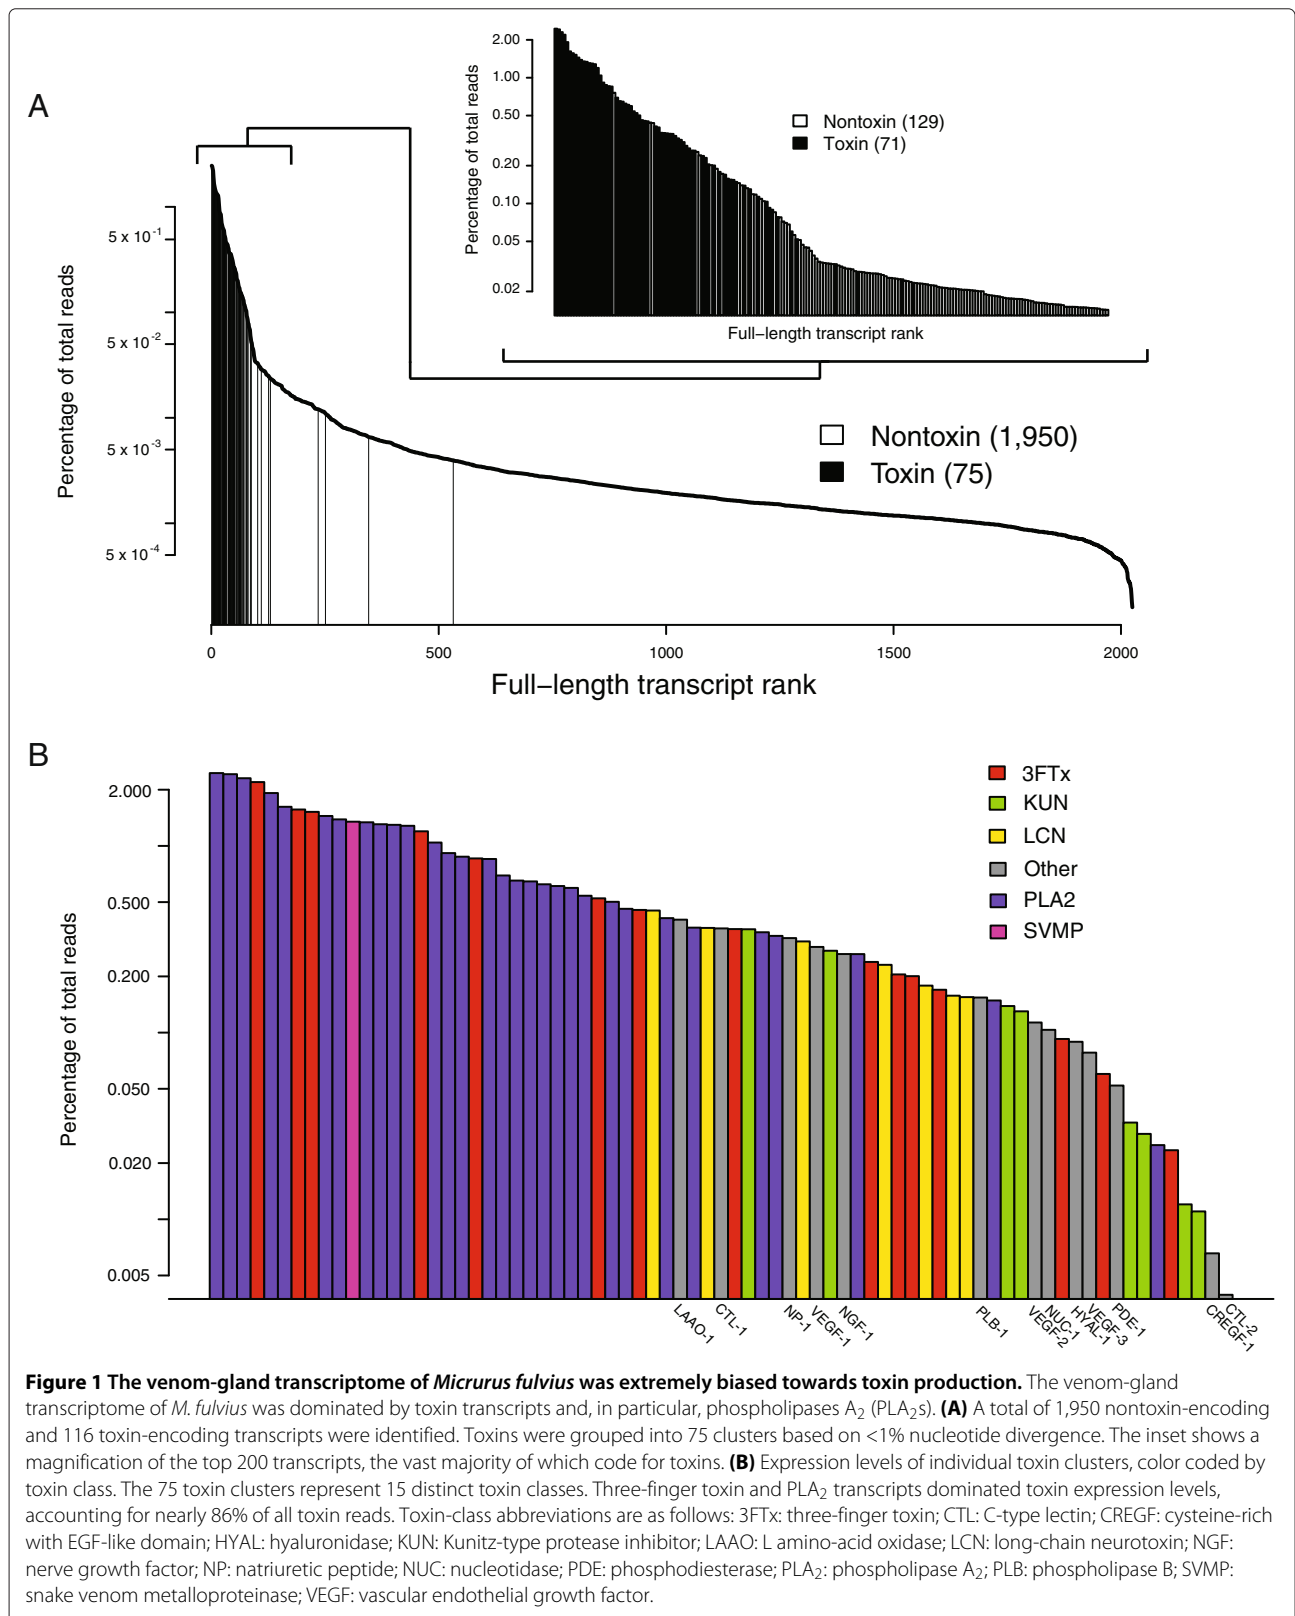 A
Percentage of total reads
5 x 10-1
5 x 10-2
5 x 10-3
5 x 10-4
0
500
1000
1500
2000
Full-length transcript rank
Nontoxin (1,950)
Toxin (75)
Percentage of total reads
2.00
1.00
0.50
0.20
0.10
0.05
0.02
Nontoxin (129)
Toxin (71)
Full-length transcript rank
B
Percentage of total reads
2.000
0.500
0.200
0.050
0.020
0.005
3FTx
KUN
LCN
Other
PLA2
SVMP
LAAO-1
CTL-1
NP-1
VEGF-1
NGF-1
PLB-1
VEGF-2
NUC-1
HYAL-1
VEGF-3
PDE-1
CREGF-1
CTL-2
Figure 1 The venom-gland transcriptome of Micrurus fulvius was extremely biased towards toxin production. The venom-gland
transcriptome of M. fulvius was dominated by toxin transcripts and, in particular, phospholipases A2 (PLA2s). (A) A total of 1,950 nontoxin-encoding
and 116 toxin-encoding transcripts were identified. Toxins were grouped into 75 clusters based on <1% nucleotide divergence. The inset shows a
magnification of the top 200 transcripts, the vast majority of which code for toxins. (B) Expression levels of individual toxin clusters, color coded by
toxin class. The 75 toxin clusters represent 15 distinct toxin classes. Three-finger toxin and PLA2 transcripts dominated toxin expression levels,
accounting for nearly 86% of all toxin reads. Toxin-class abbreviations are as follows: 3FTx: three-finger toxin; CTL: C-type lectin; CREGF: cysteine-rich
with EGF-like domain; HYAL: hyaluronidase; KUN: Kunitz-type protease inhibitor; LAAO: L amino-acid oxidase; LCN: long-chain neurotoxin; NGF:
nerve growth factor; NP: natriuretic peptide; NUC: nucleotidase; PDE: phosphodiesterase; PLA2: phospholipase A2; PLB: phospholipase B; SVMP:
snake venom metalloproteinase; VEGF: vascular endothelial growth factor.